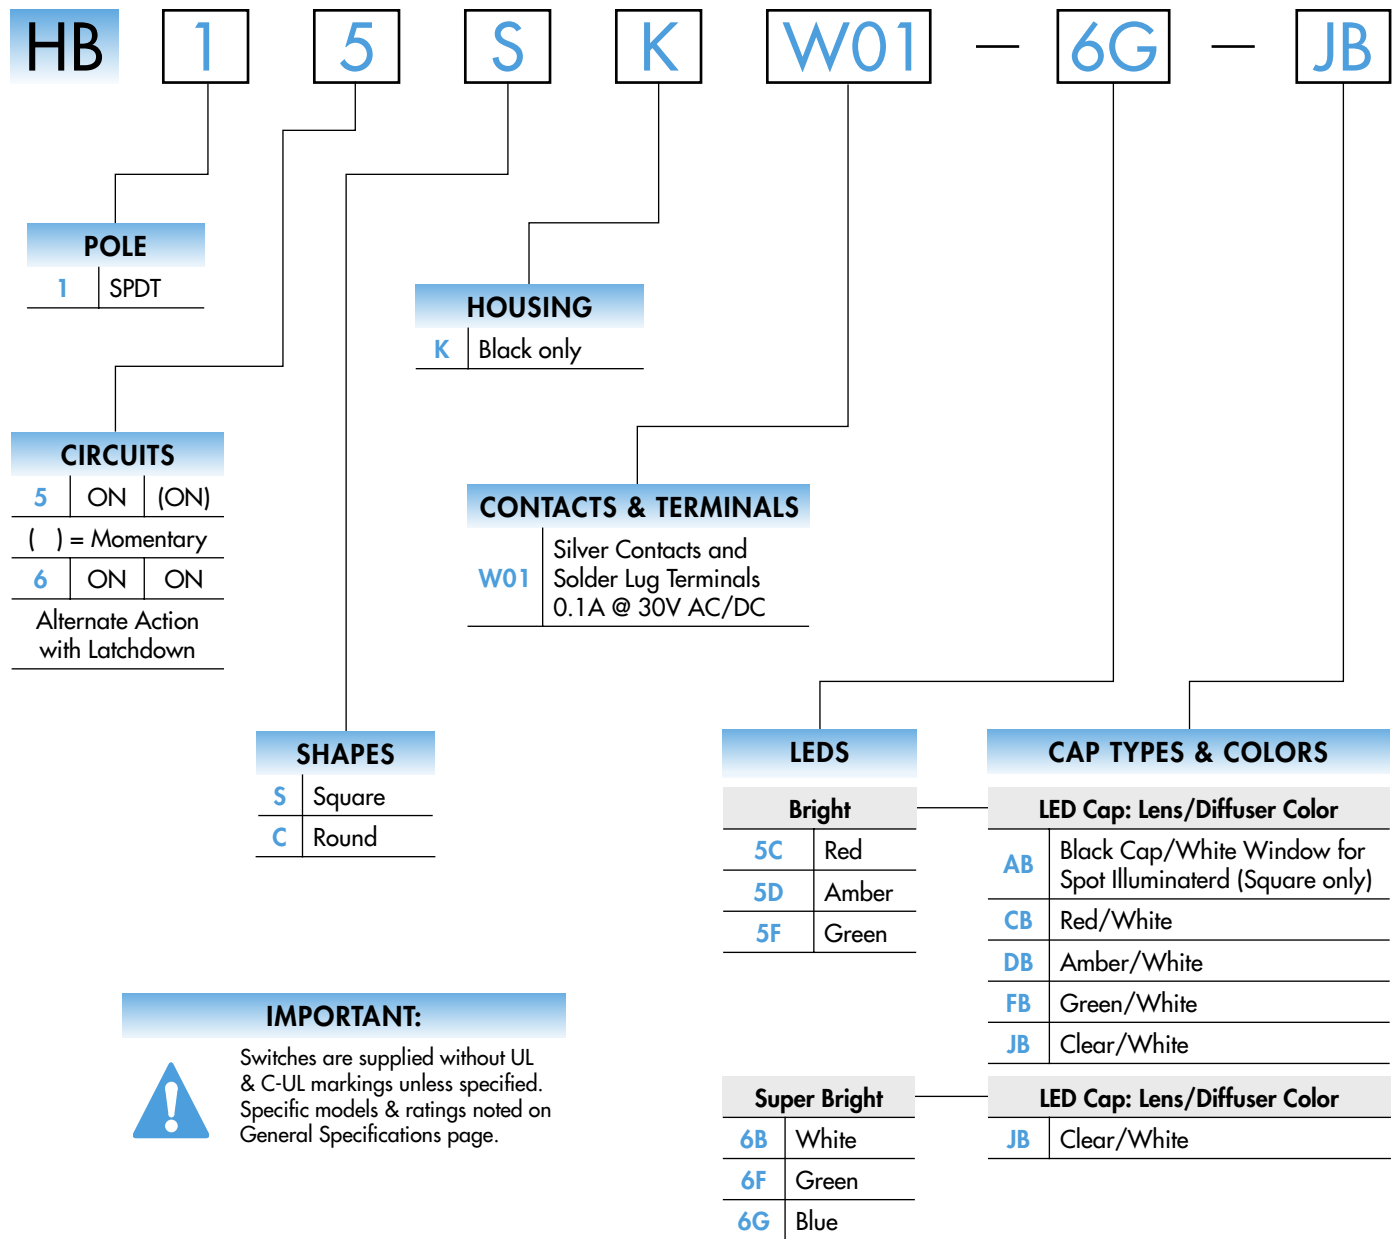 HB 1 5 S K W01 — 6G — JB
POLE
1 SPDT
HOUSING
K Black only
CIRCUITS
5 ON (ON)
( ) = Momentary
6 ON ON
Alternate Action
with Latchdown
CONTACTS & TERMINALS
W01 Silver Contacts and
Solder Lug Terminals
0.1A @ 30V AC/DC
SHAPES
S Square
C Round
LEDS
Bright
5C Red
5D Amber
5F Green
CAP TYPES & COLORS
LED Cap: Lens/Diffuser Color
AB Black Cap/White Window for
Spot Illuminaterd (Square only)
CB Red/White
DB Amber/White
FB Green/White
JB Clear/White
Super Bright
6B White
6F Green
6G Blue
LED Cap: Lens/Diffuser Color
JB Clear/White
IMPORTANT:
Switches are supplied without UL
& C-UL markings unless specified.
Specific models & ratings noted on
General Specifications page.